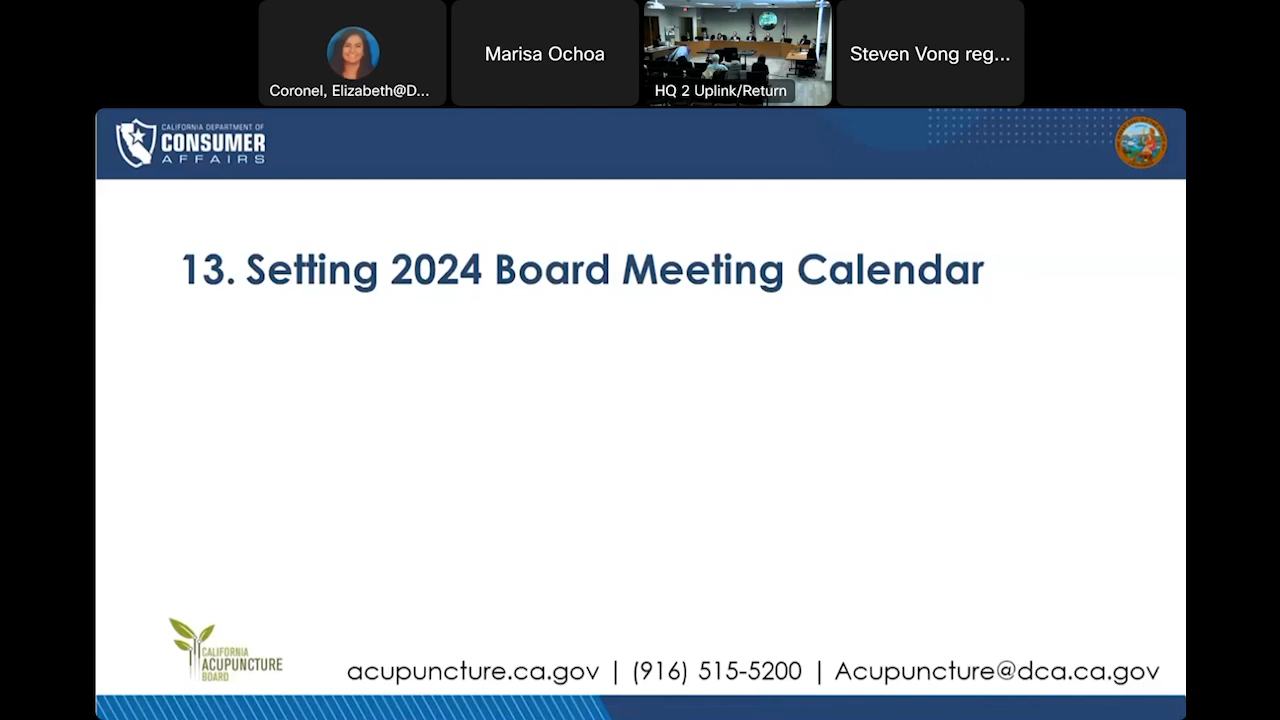 Coronel, Elizabeth@D...
Marisa Ochoa
HQ 2 Uplink/Return
Steven Vong reg...
CALIFORNIA DEPARTMENT OF
CONSUMER
AFFAIRS
13. Setting 2024 Board Meeting Calendar
CALIFORNIA
ACUPUNCTURE
BOARD
acupuncture.ca.gov | (916) 515-5200 | Acupuncture@dca.ca.gov